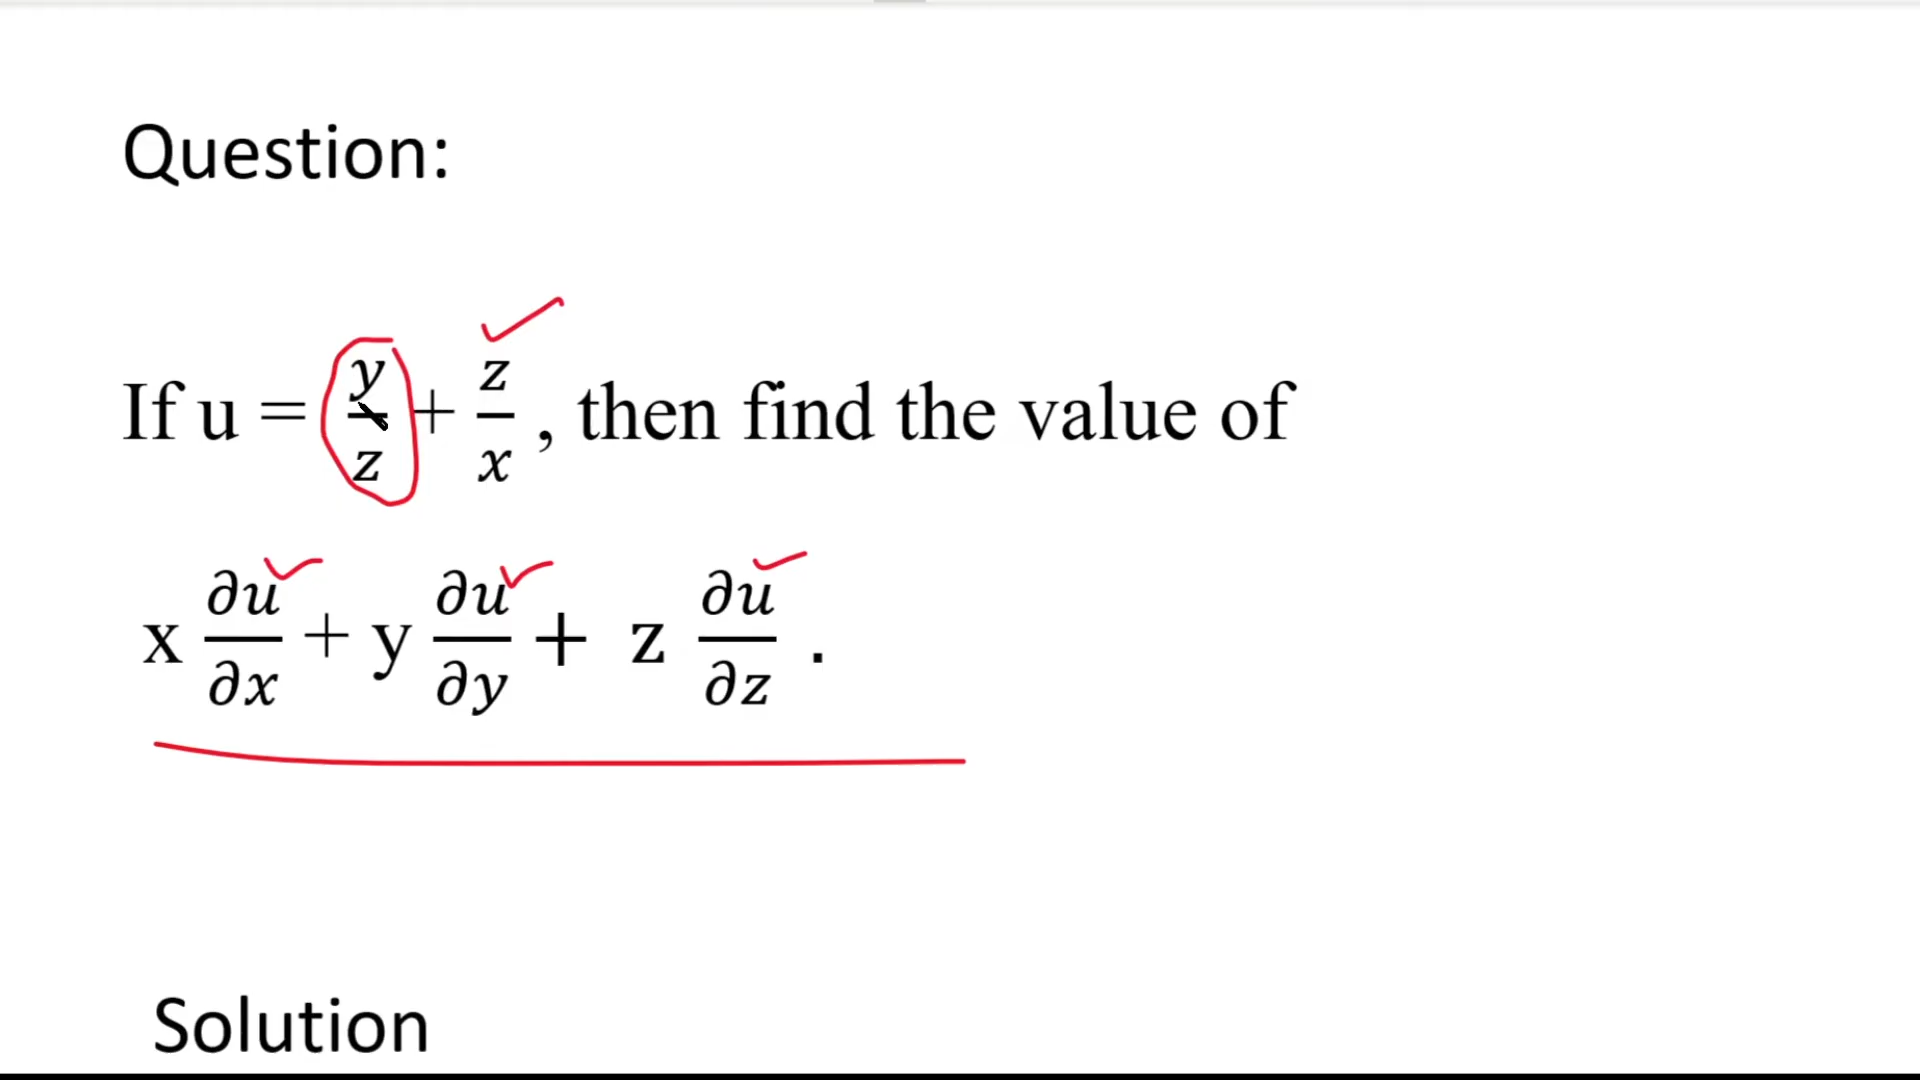 Question:
If u = y/z + z/x , then find the value of
x ∂u/∂x + y ∂u/∂y + z ∂u/∂z .
Solution